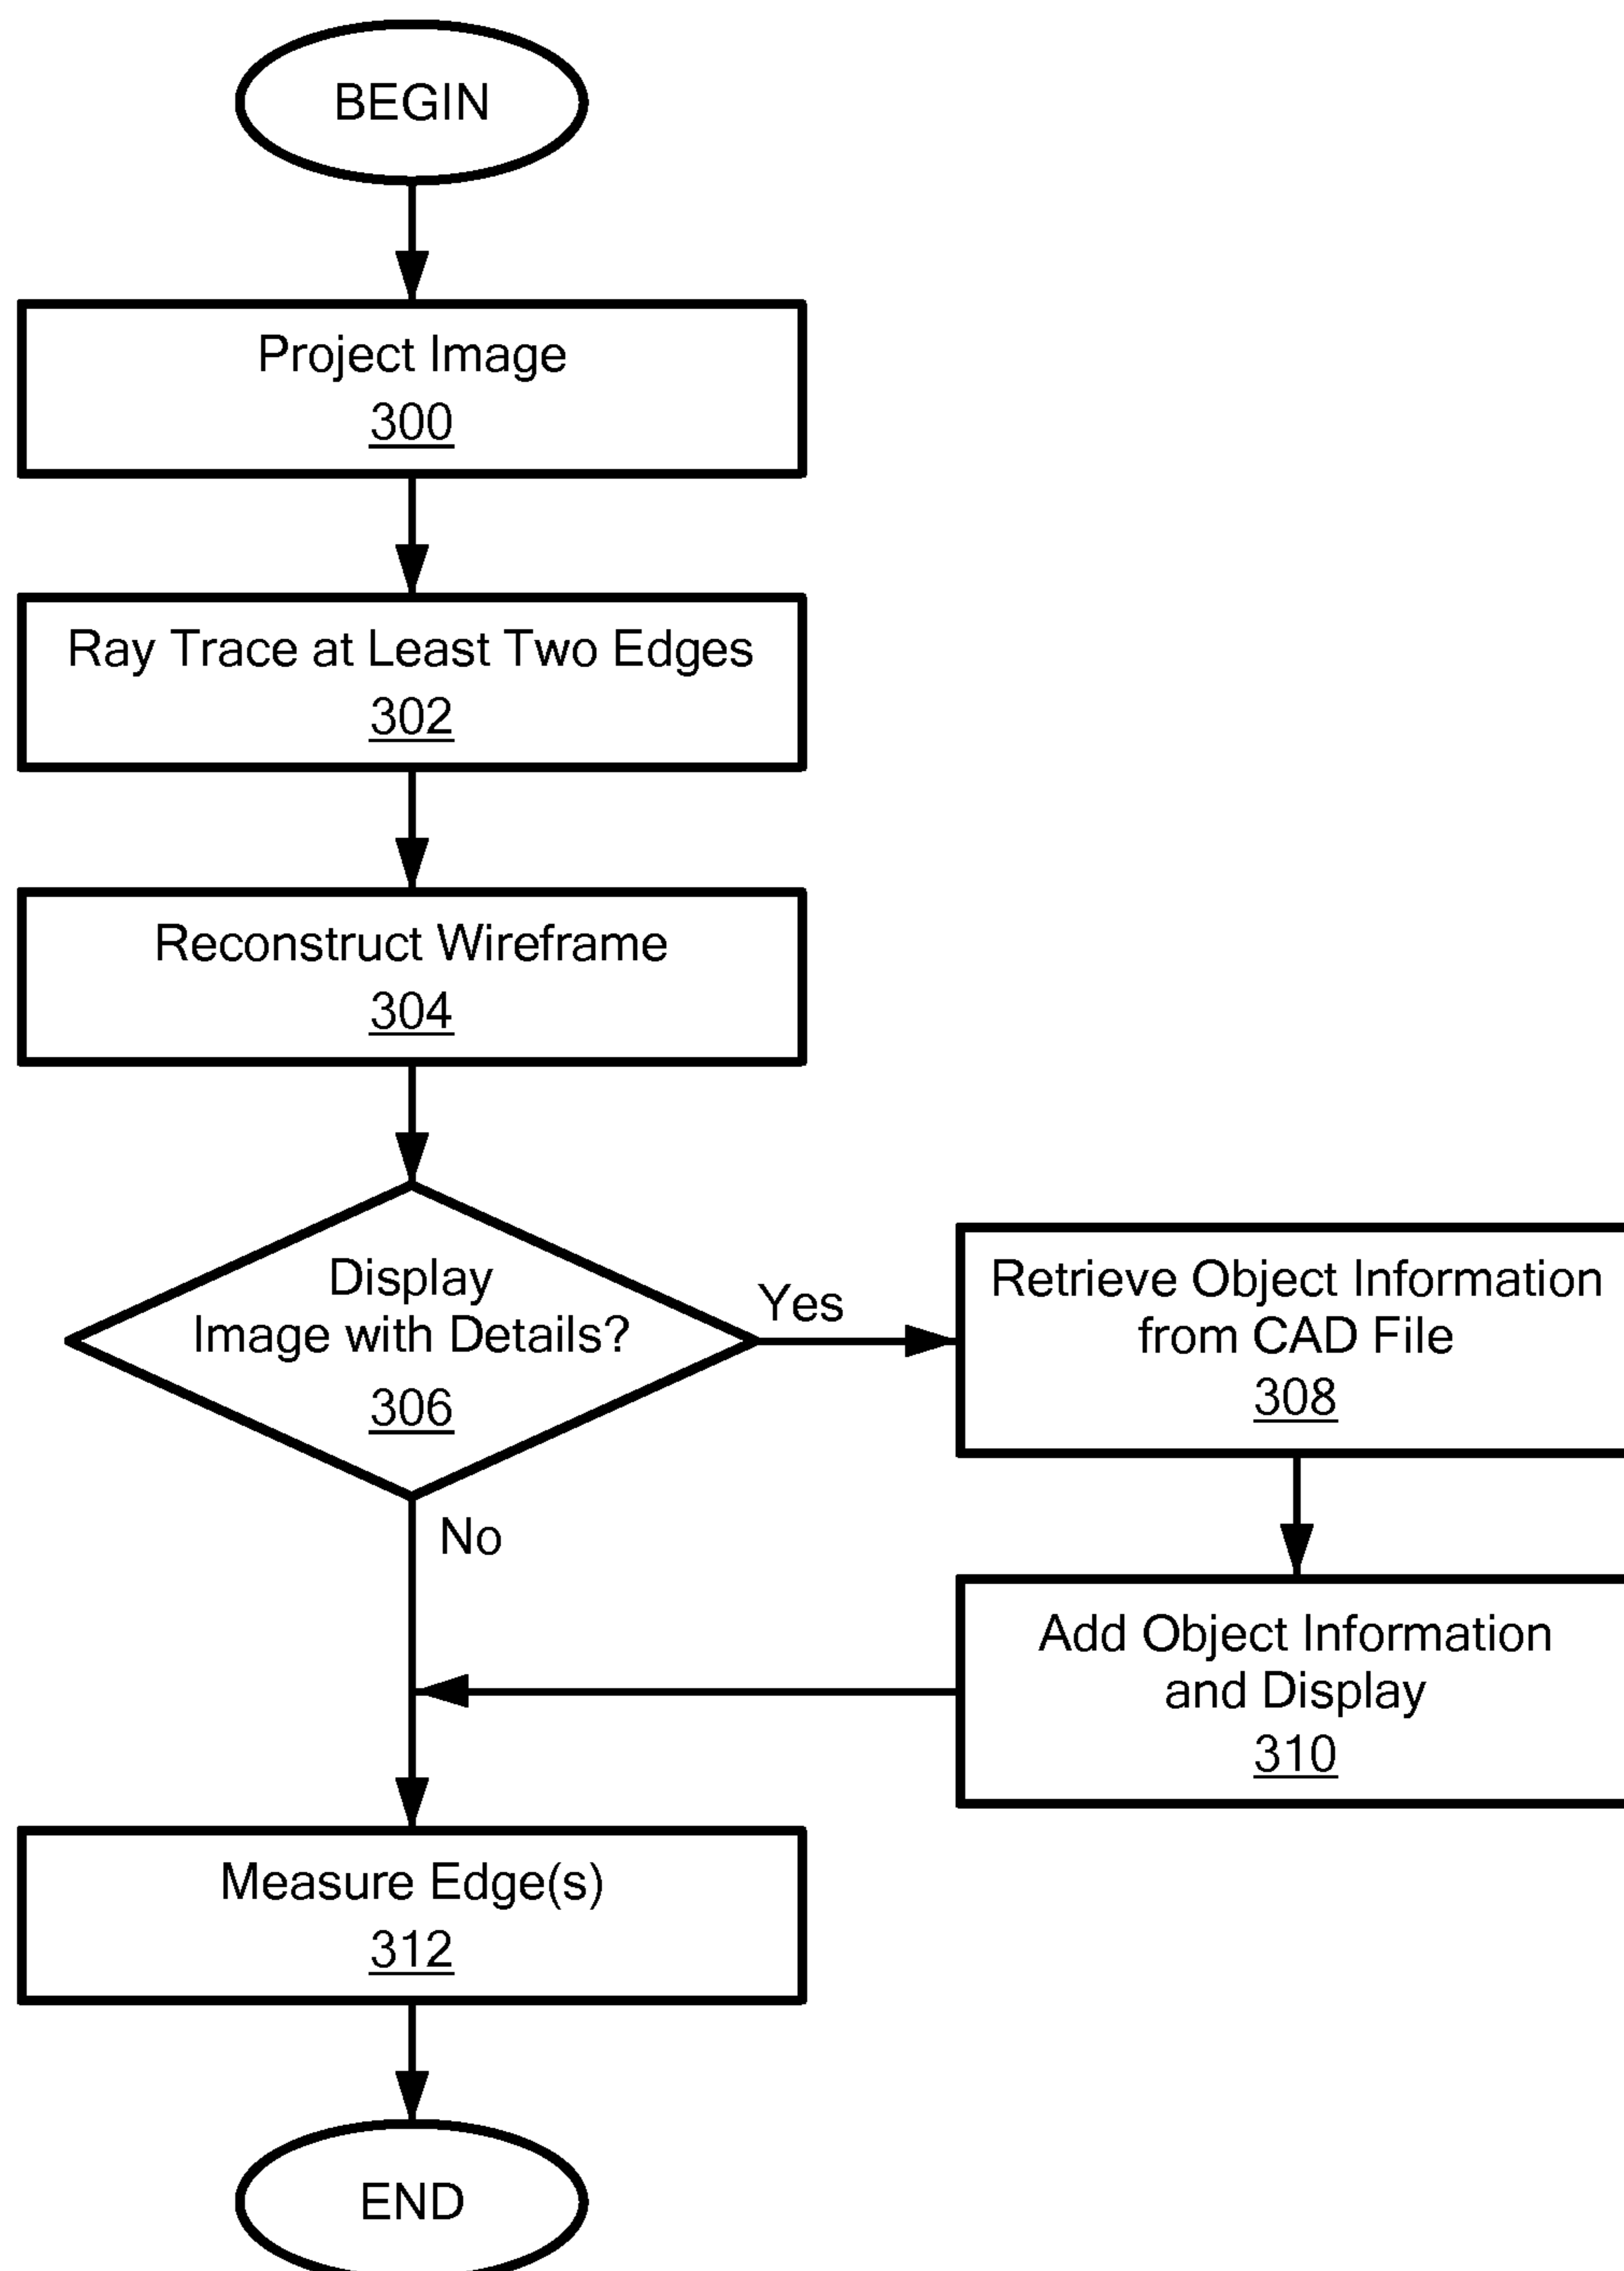 BEGIN
Project Image
300
Ray Trace at Least Two Edges
302
Reconstruct Wireframe
304
Display
Image with Details?
306
Yes
Retrieve Object Information
from CAD File
308
No
Add Object Information
and Display
310
Measure Edge(s)
312
END